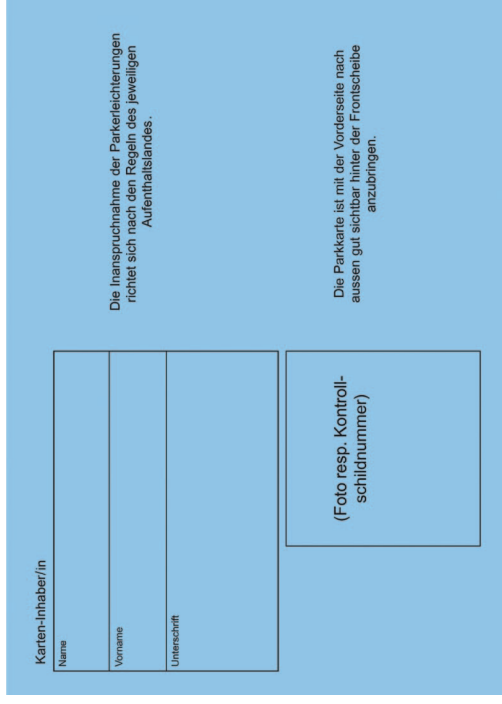 Karten-Inhaber/in
Name
Vorname
Unterschrift
(Foto resp. Kontroll-
schildnummer)
Die Inanspruchnahme der Parkerleichterungen
richtet sich nach den Regeln des jeweiligen
Aufenthaltslandes.
Die Parkkarte ist mit der Vorderseite nach
aussen gut sichtbar hinter der Frontscheibe
anzubringen.